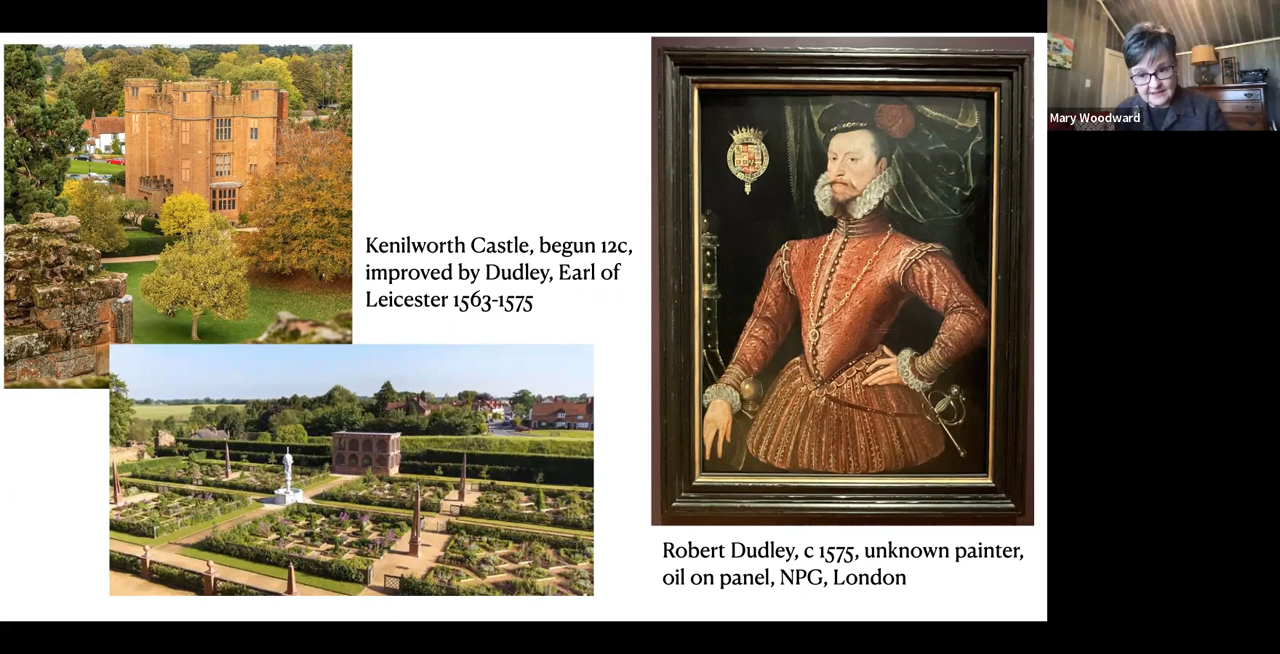 Kenilworth Castle, begun 12c,
improved by Dudley, Earl of
Leicester 1563-1575
Robert Dudley, c 1575, unknown painter,
oil on panel, NPG, London
Mary Woodward